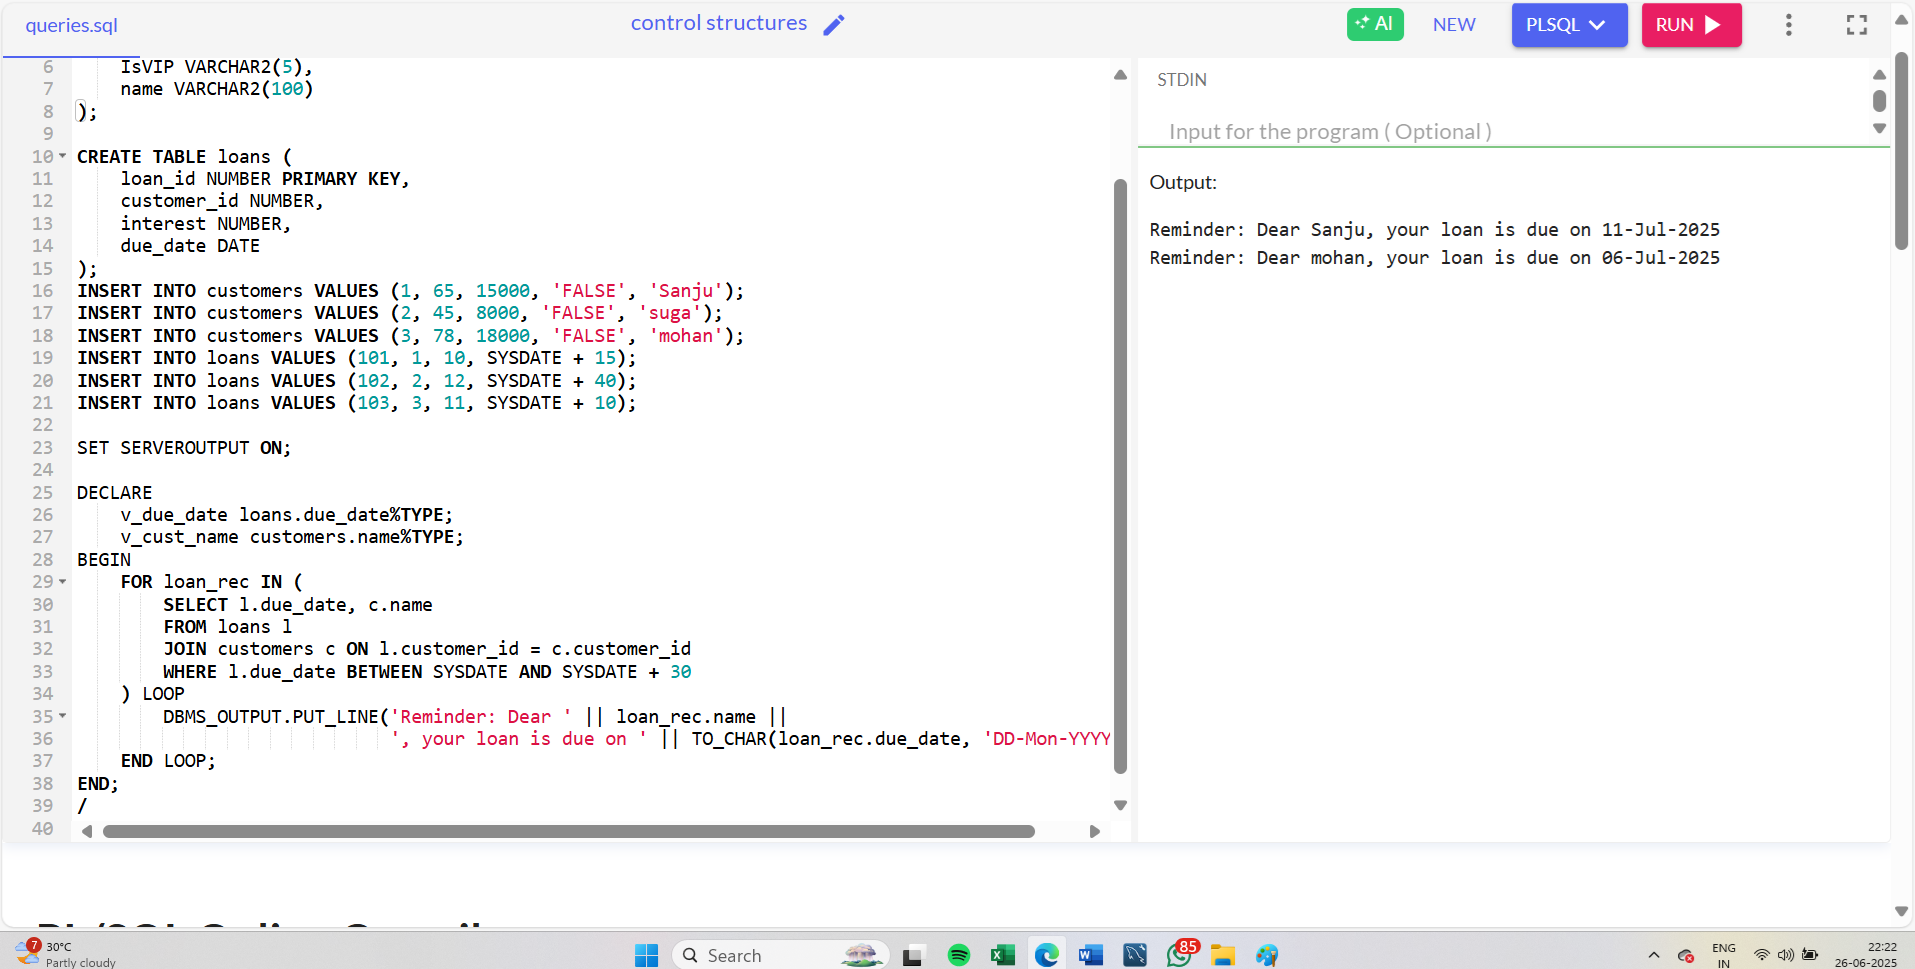 queries.sql
control structures
AI
NEW
PLSQL
RUN
6 IsVIP VARCHAR2(5),
7 name VARCHAR2(100)
8 );
9
10 CREATE TABLE loans (
11 loan_id NUMBER PRIMARY KEY,
12 customer_id NUMBER,
13 interest NUMBER,
14 due_date DATE
15 );
16 INSERT INTO customers VALUES (1, 65, 15000, 'FALSE', 'Sanju');
17 INSERT INTO customers VALUES (2, 45, 8000, 'FALSE', 'suga');
18 INSERT INTO customers VALUES (3, 78, 18000, 'FALSE', 'mohan');
19 INSERT INTO loans VALUES (101, 1, 10, SYSDATE + 15);
20 INSERT INTO loans VALUES (102, 2, 12, SYSDATE + 40);
21 INSERT INTO loans VALUES (103, 3, 11, SYSDATE + 10);
22
23 SET SERVEROUTPUT ON;
24
25 DECLARE
26 v_due_date loans.due_date%TYPE;
27 v_cust_name customers.name%TYPE;
28 BEGIN
29 FOR loan_rec IN (
30 SELECT l.due_date, c.name
31 FROM loans l
32 JOIN customers c ON l.customer_id = c.customer_id
33 WHERE l.due_date BETWEEN SYSDATE AND SYSDATE + 30
34 ) LOOP
35 DBMS_OUTPUT.PUT_LINE('Reminder: Dear ' || loan_rec.name ||
36 ', your loan is due on ' || TO_CHAR(loan_rec.due_date, 'DD-Mon-YYYY
37 END LOOP;
38 END;
39 /
40
STDIN
Input for the program ( Optional )
Output:
Reminder: Dear Sanju, your loan is due on 11-Jul-2025
Reminder: Dear mohan, your loan is due on 06-Jul-2025
7
30°C
Partly cloudy
Search
85
ENG
IN
22:22
26-06-2025